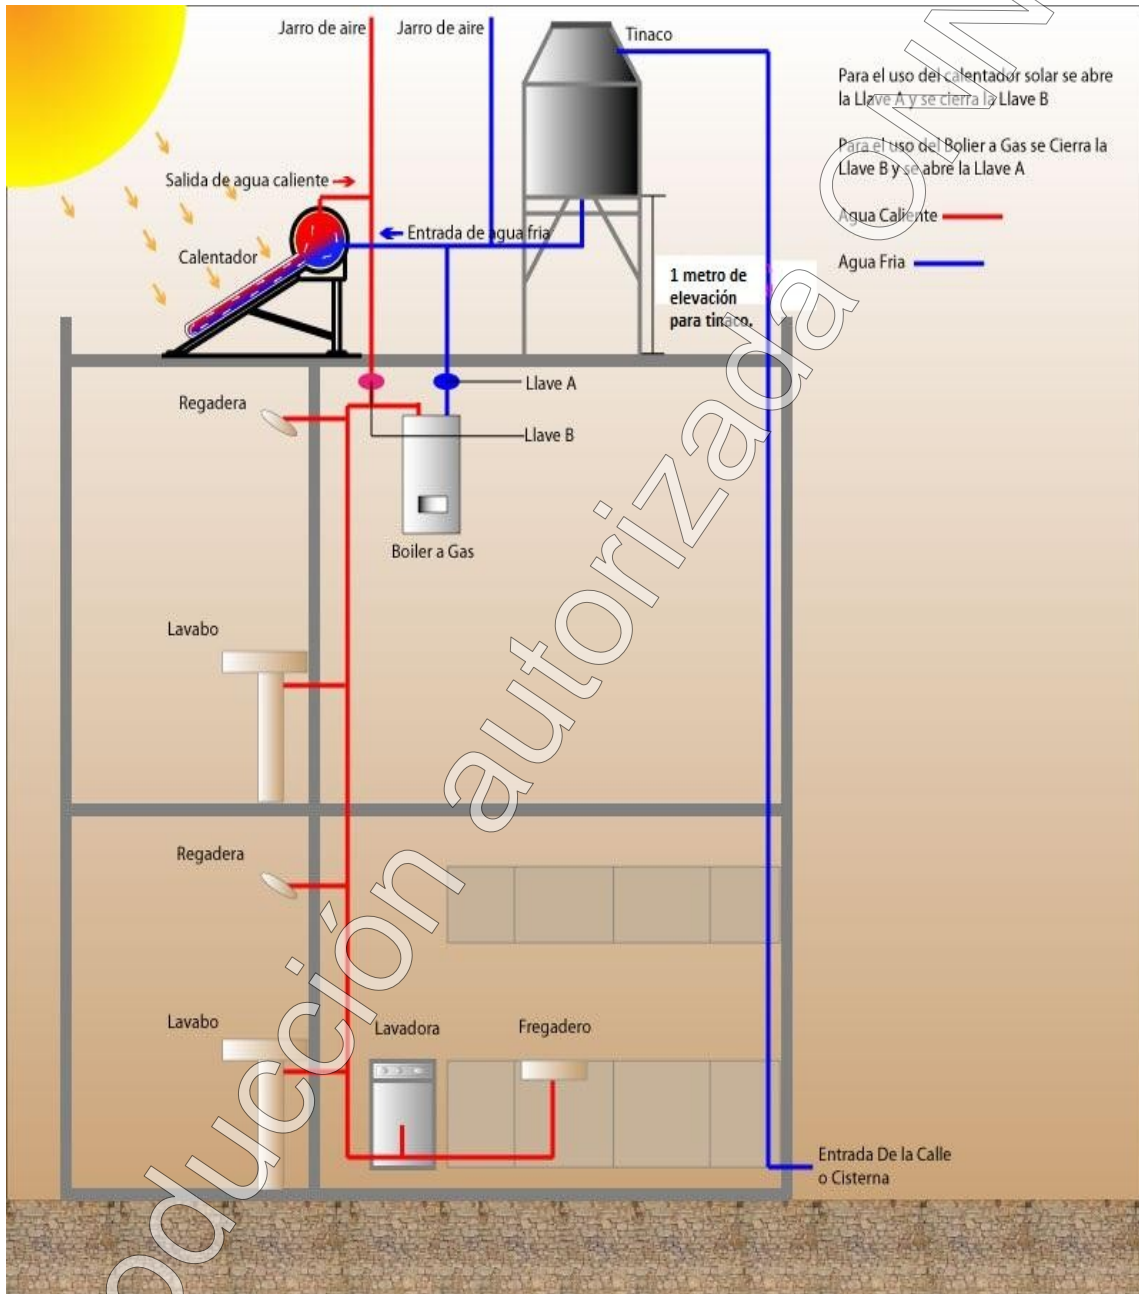 Jarro de aire
Jarro de aire
Tinaco
Para el uso del calentador solar se abre
la Llave A y se cierra la Llave B
Para el uso del Bolier a Gas se Cierra la
Llave B y se abre la Llave A
Agua Caliente
Agua Fria
Salida de agua caliente
Entrada de agua fria
Calentador
1 metro de
elevación
para tinaco.
Llave A
Regadera
Llave B
Boiler a Gas
Lavabo
Regadera
Lavabo
Lavadora
Fregadero
Entrada De la Calle
o Cisterna
oducción autorizada ONN